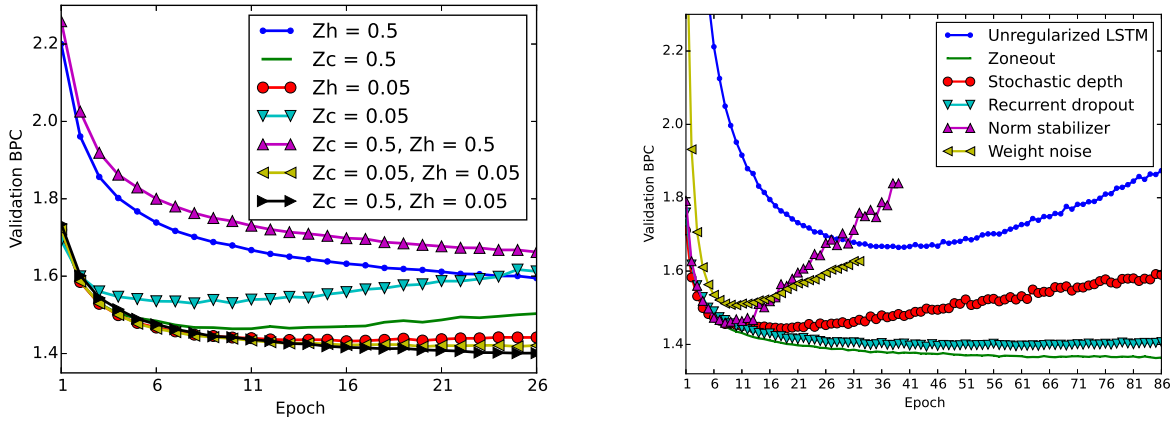 Validation BPC
2.2
2.0
1.8
1.6
1.4
1
6
11
16
21
26
Epoch
Zh = 0.5
Zc = 0.5
Zh = 0.05
Zc = 0.05
Zc = 0.5, Zh = 0.5
Zc = 0.05, Zh = 0.05
Zc = 0.5, Zh = 0.05
Validation BPC
2.2
2.0
1.8
1.6
1.4
1
6
11
16
21
26
31
36
41
46
51
56
61
66
71
76
81
86
Epoch
Unregularized LSTM
Zoneout
Stochastic depth
Recurrent dropout
Norm stabilizer
Weight noise